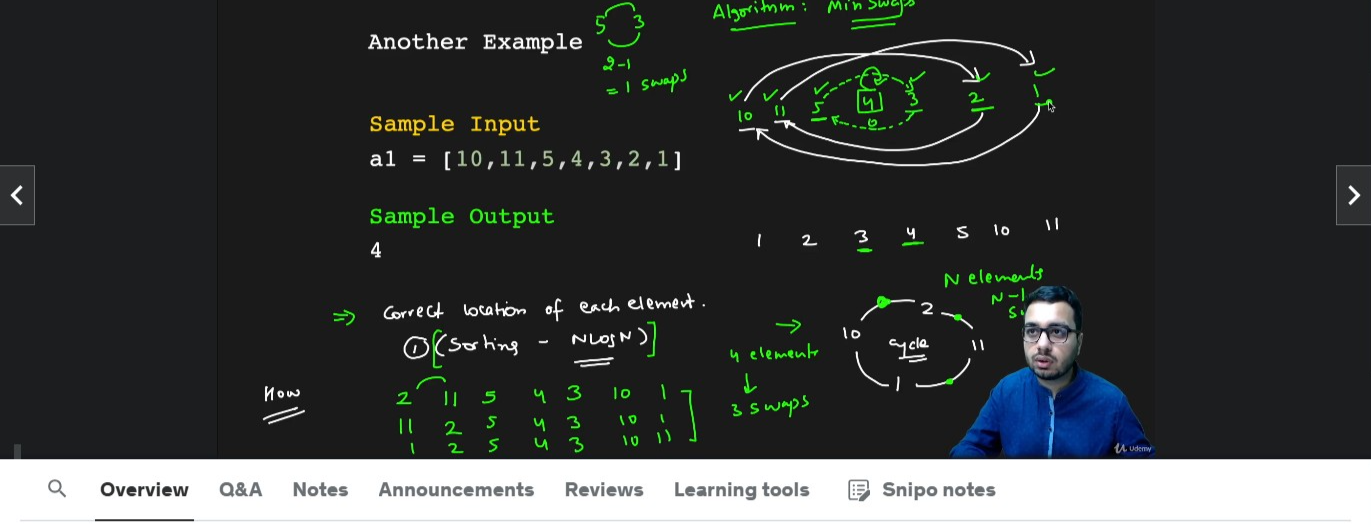 Algorithm : Min Swaps
Another Example
5 3
2-1
= 1 swaps
10 11 5 4 3 2 1
0
Sample Input
a1 = [10,11,5,4,3,2,1]
Sample Output
4
1 2 3 4 5 10 11
N elements
N-1
⇒ Correct location of each element.
① [(Sorting - NLogN)]
→
4 elements
↓
3 swaps
10 2 11 1
cycle
How
2 11 5 4 3 10 1
11 2 5 4 3 10 1
1 2 5 4 3 10 11
Udemy
Overview Q&A Notes Announcements Reviews Learning tools Snipo notes